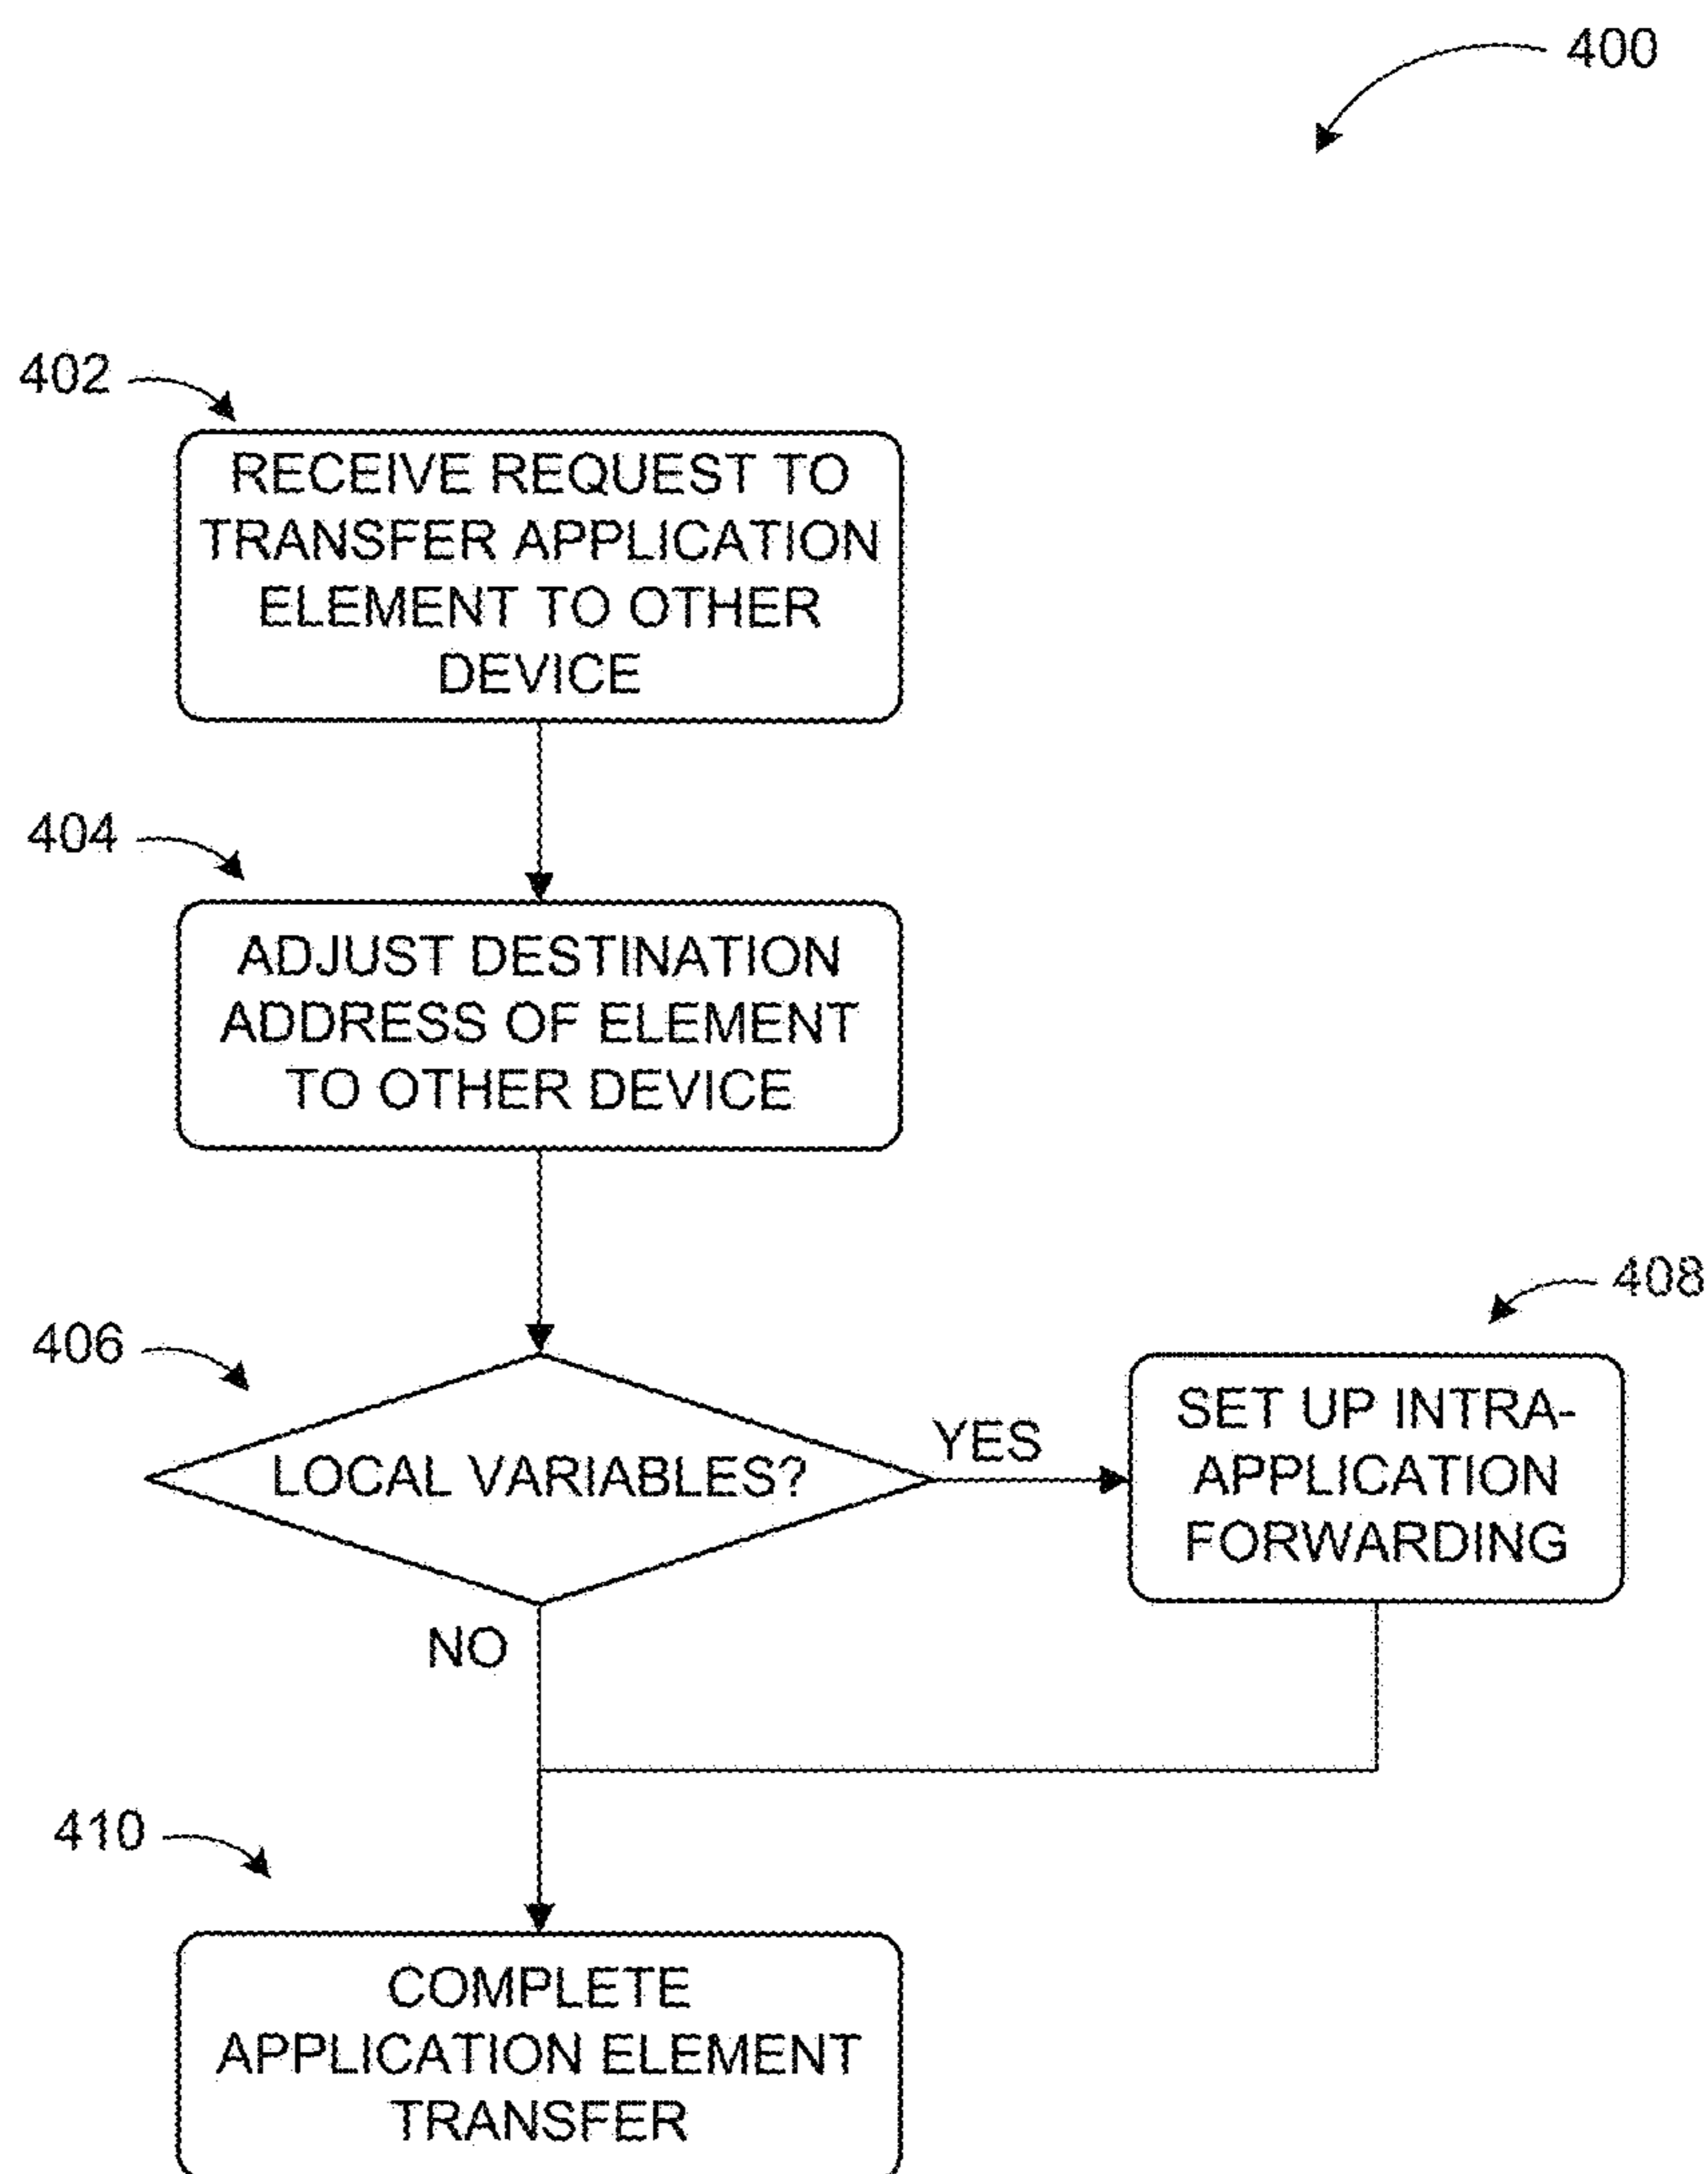 400
402
RECEIVE REQUEST TO
TRANSFER APPLICATION
ELEMENT TO OTHER
DEVICE
404
ADJUST DESTINATION
ADDRESS OF ELEMENT
TO OTHER DEVICE
406
LOCAL VARIABLES?
YES
408
SET UP INTRA-
APPLICATION
FORWARDING
NO
410
COMPLETE
APPLICATION ELEMENT
TRANSFER